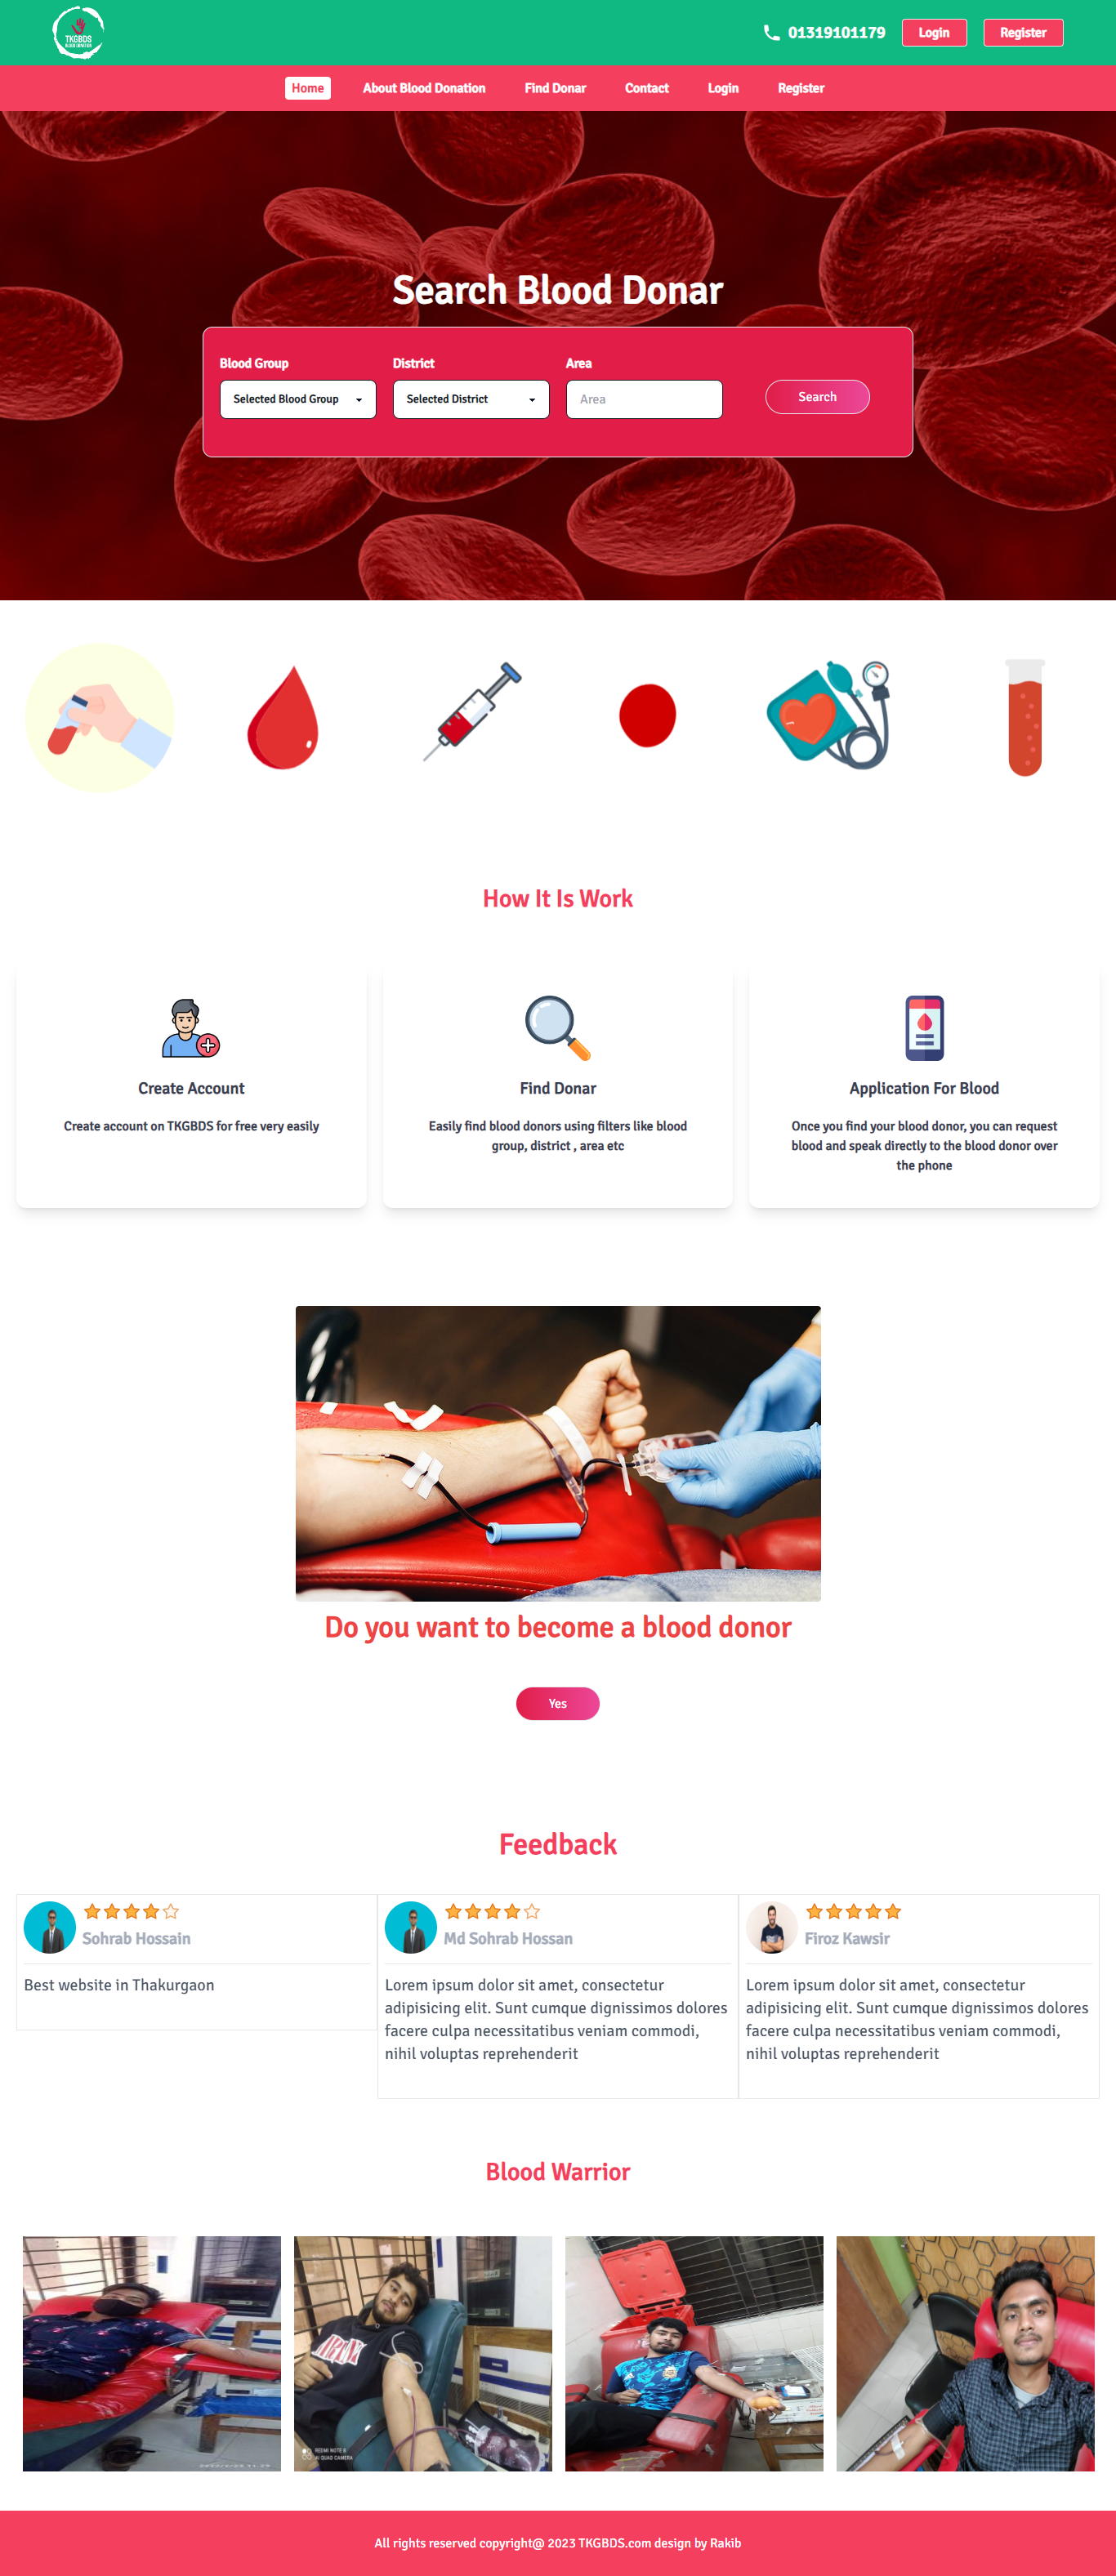 TKGBDS
01319101179
Login
Register
Home
About Blood Donation
Find Donar
Contact
Login
Register
Search Blood Donar
Blood Group
District
Area
Selected Blood Group
Selected District
Area
Search
How It Is Work
Create Account
Create account on TKGBDS for free very easily
Find Donar
Easily find blood donors using filters like blood
group, district , area etc
Application For Blood
Once you find your blood donor, you can request
blood and speak directly to the blood donor over
the phone
Do you want to become a blood donor
Yes
Feedback
Sohrab Hossain
Best website in Thakurgaon
Md Sohrab Hossan
Lorem ipsum dolor sit amet, consectetur
adipisicing elit. Sunt cumque dignissimos dolores
facere culpa necessitatibus veniam commodi,
nihil voluptas reprehenderit
Firoz Kawsir
Lorem ipsum dolor sit amet, consectetur
adipisicing elit. Sunt cumque dignissimos dolores
facere culpa necessitatibus veniam commodi,
nihil voluptas reprehenderit
Blood Warrior
REDMI NOTE 8
AI QUAD CAMERA
All rights reserved copyright@ 2023 TKGBDS.com design by Rakib